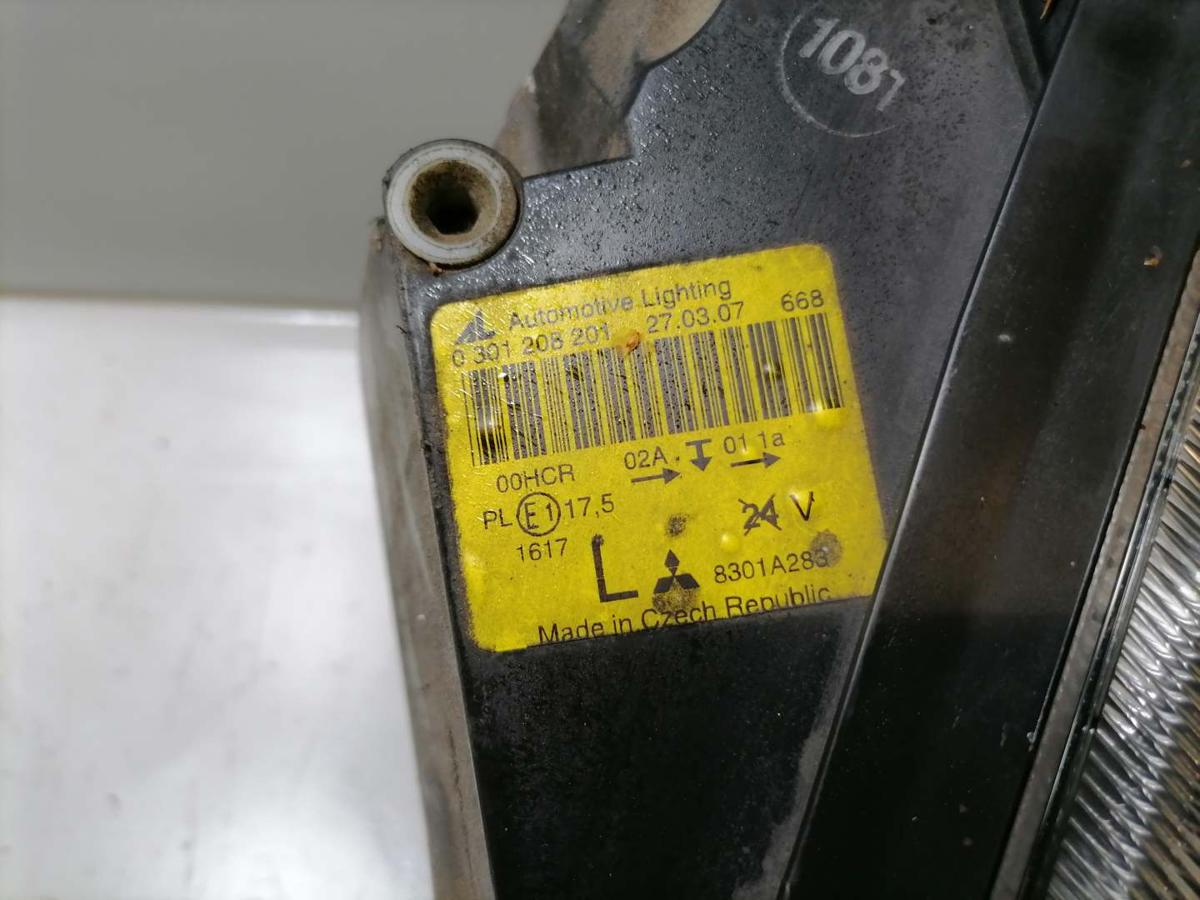 1081
Automotive Lighting
0 301 208 201 27.03.07 668
00HCR 02A 01 1a
PL E1 17,5 24 V
1617 L 8301A283
Made in Czech Republic